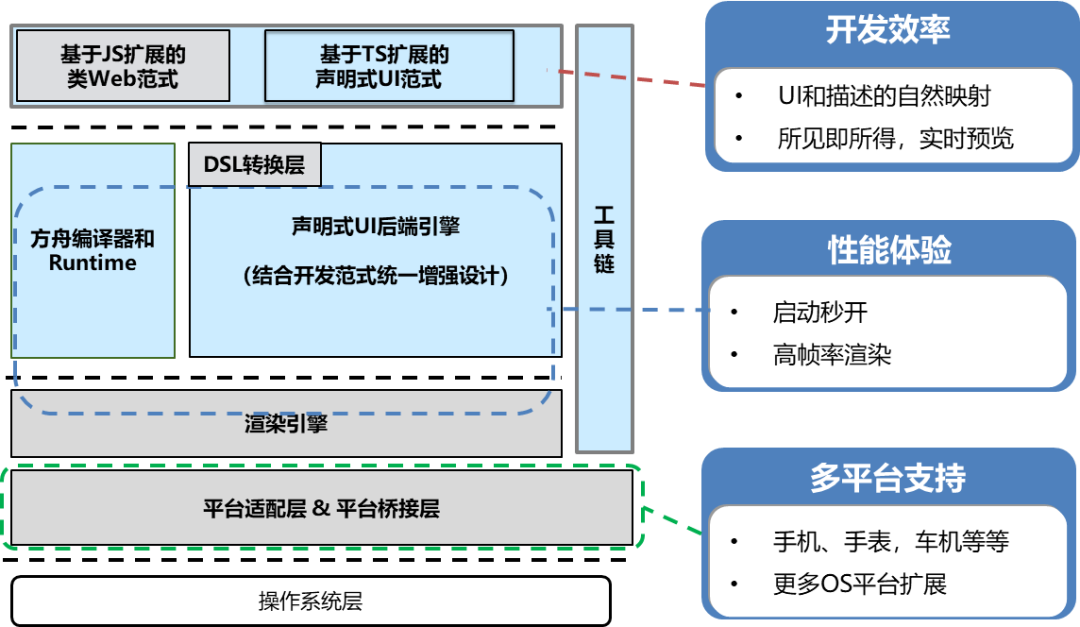 基于JS扩展的
类Web范式
基于TS扩展的
声明式UI范式
DSL转换层
方舟编译器和
Runtime
声明式UI后端引擎
（结合开发范式统一增强设计）
工
具
链
渲染引擎
平台适配层 & 平台桥接层
操作系统层
开发效率
• UI和描述的自然映射
• 所见即所得，实时预览
性能体验
• 启动秒开
• 高帧率渲染
多平台支持
• 手机、手表，车机等等
• 更多OS平台扩展